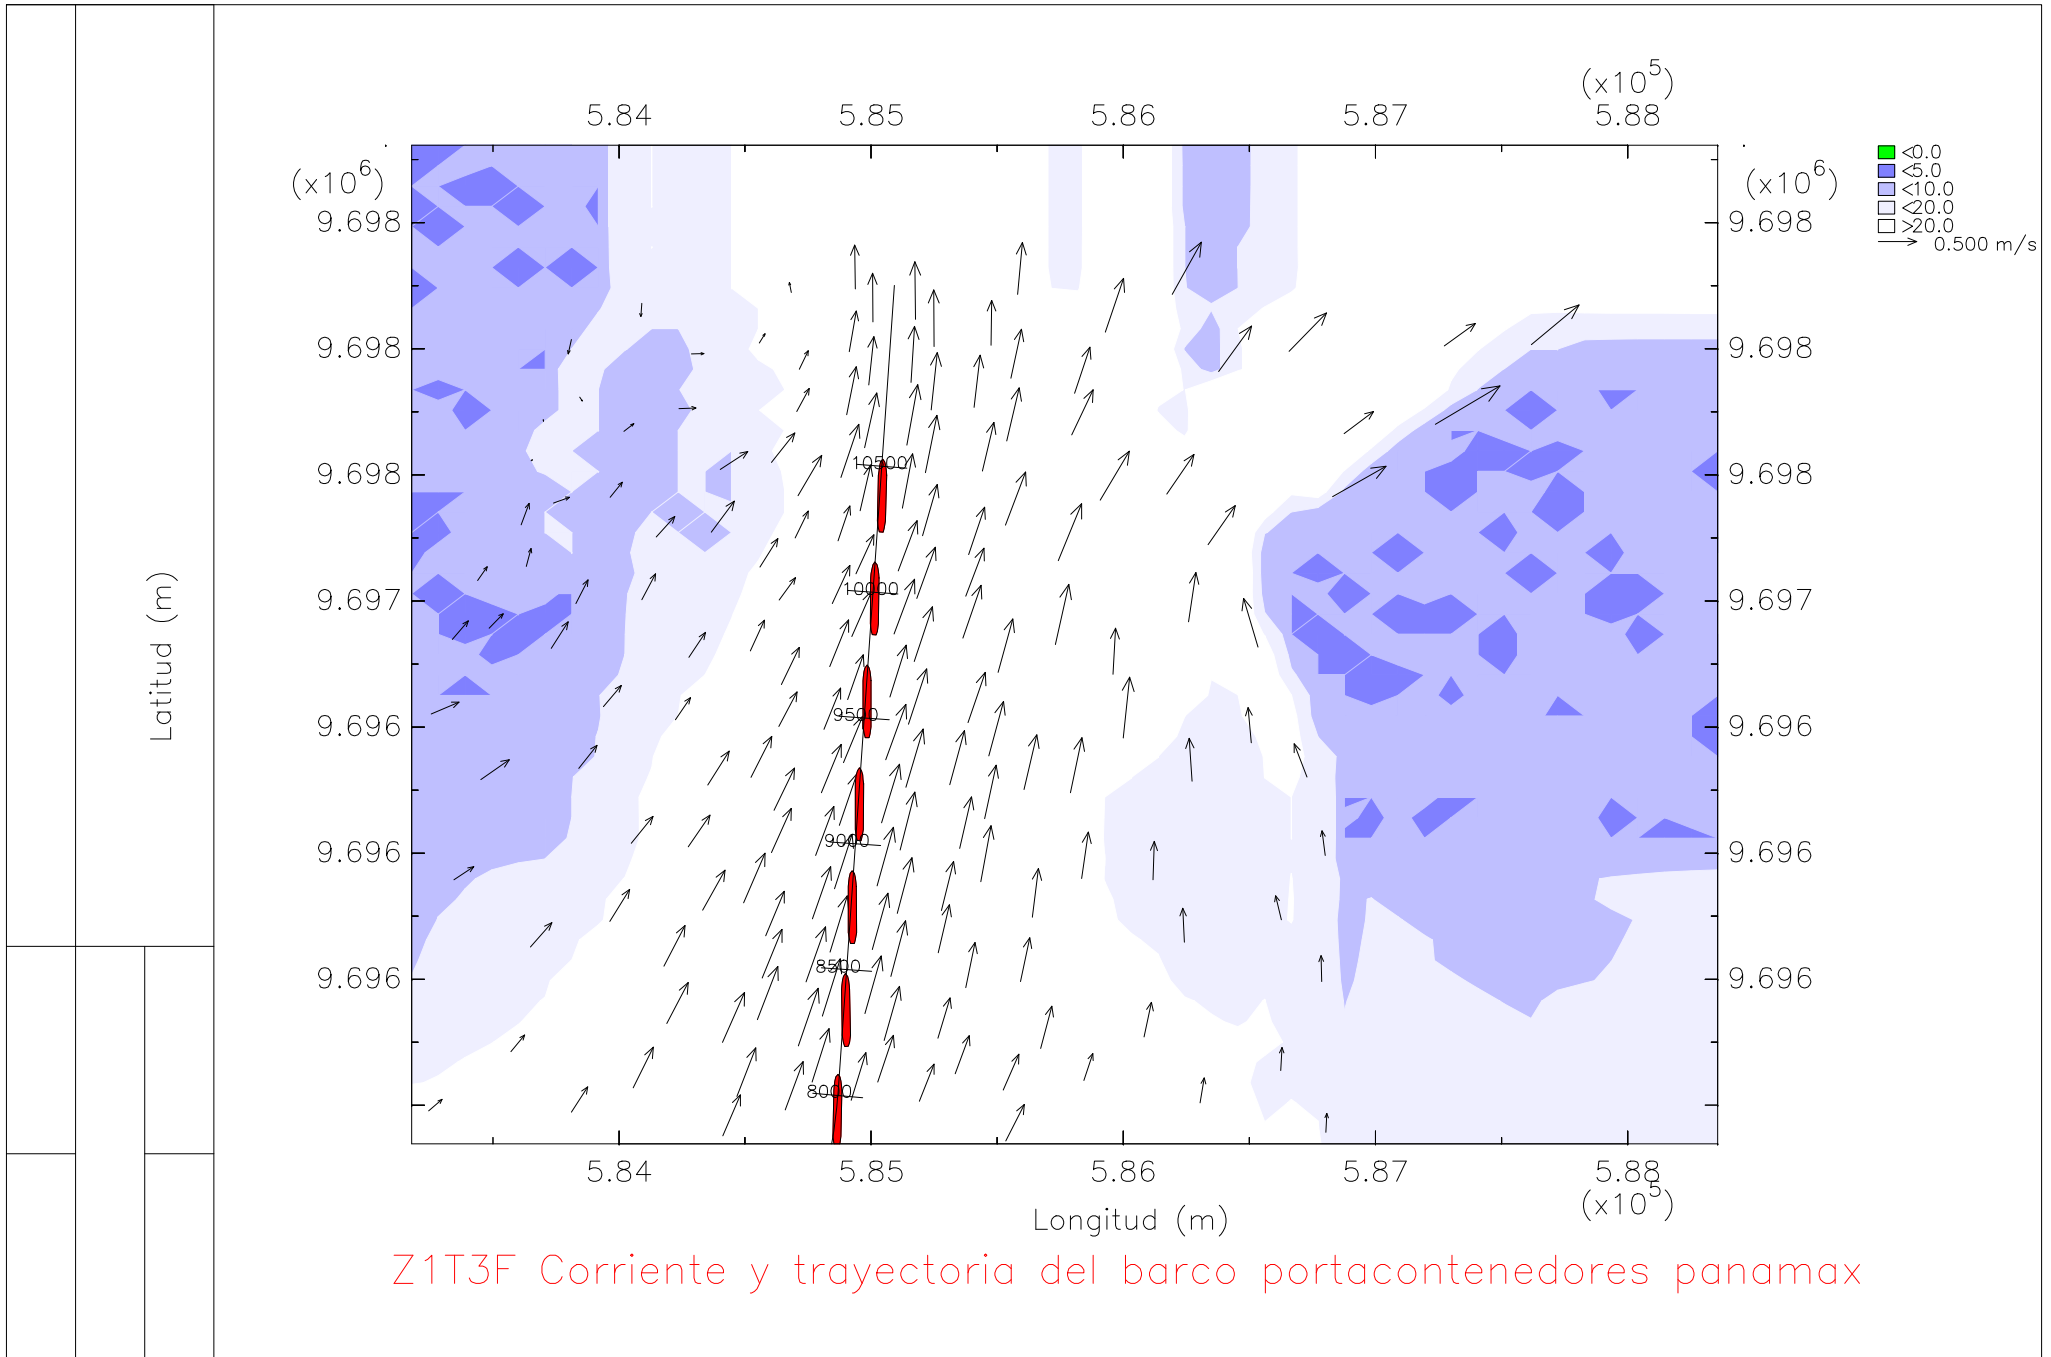 (x10^5)
5.84 5.85 5.86 5.87 5.88
(x10^6) (x10^6)
<0.0
<5.0
<10.0
<20.0
>20.0
0.500 m/s
9.698 9.698
9.698 9.698
10500
9.698 9.698
10000
9.697 9.697
Latitud (m)
9500
9.696 9.696
9000
9.696 9.696
8500
9.696 9.696
8000
5.84 5.85 5.86 5.87 5.88
(x10^5)
Longitud (m)
Z1T3F Corriente y trayectoria del barco portacontenedores panamax